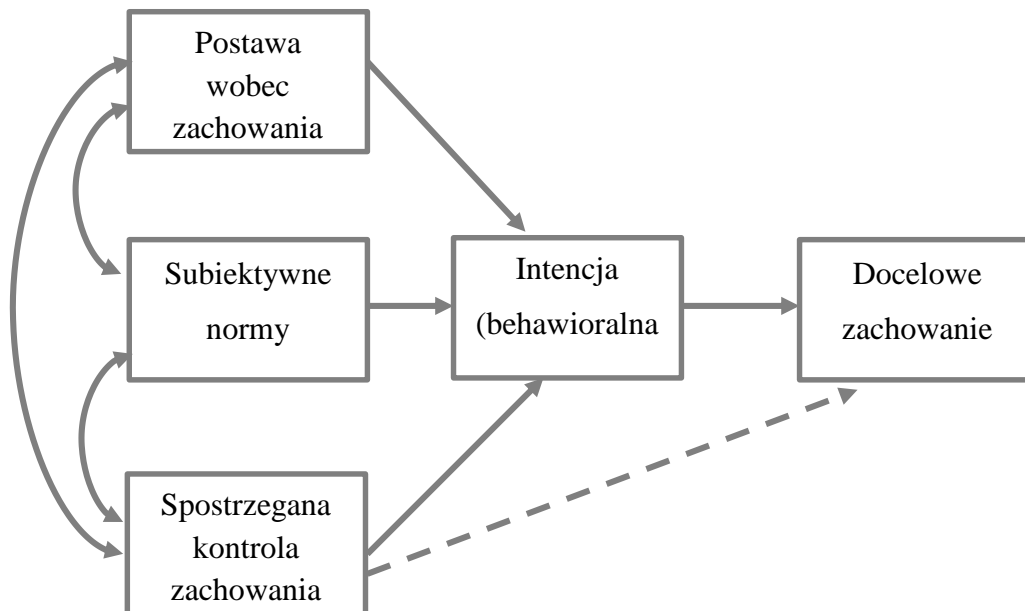 Postawa
wobec
zachowania
Subiektywne
normy
Intencja
(behawioralna
Docelowe
zachowanie
Spostrzegana
kontrola
zachowania